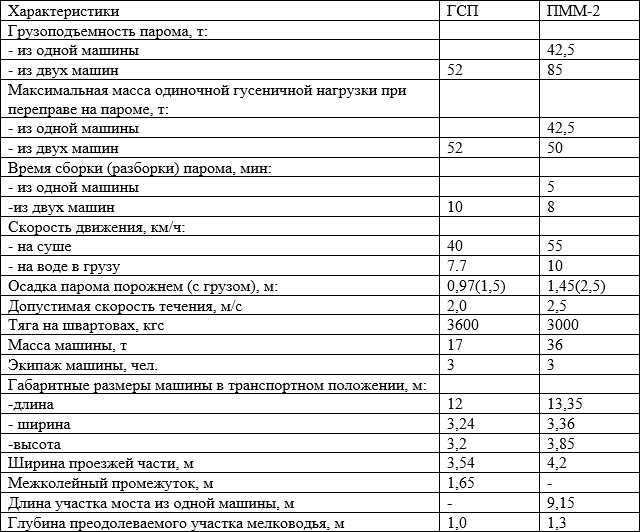 Характеристики ГСП ПММ-2
Грузоподъемность парома, т:
- из одной машины 42,5
- из двух машин 52 85
Максимальная масса одиночной гусеничной нагрузки при
переправе на пароме, т:
- из одной машины 42,5
- из двух машин 52 50
Время сборки (разборки) парома, мин:
- из одной машины 5
-из двух машин 10 8
Скорость движения, км/ч:
- на суше 40 55
- на воде в грузу 7.7 10
Осадка парома порожнем (с грузом), м: 0,97(1,5) 1,45(2,5)
Допустимая скорость течения, м/с 2,0 2,5
Тяга на швартовах, кгс 3600 3000
Масса машины, т 17 36
Экипаж машины, чел. 3 3
Габаритные размеры машины в транспортном положении, м:
-длина 12 13,35
- ширина 3,24 3,36
-высота 3,2 3,85
Ширина проезжей части, м 3,54 4,2
Межколейный промежуток, м 1,65 -
Длина участка моста из одной машины, м - 9,15
Глубина преодолеваемого участка мелководья, м 1,0 1,3